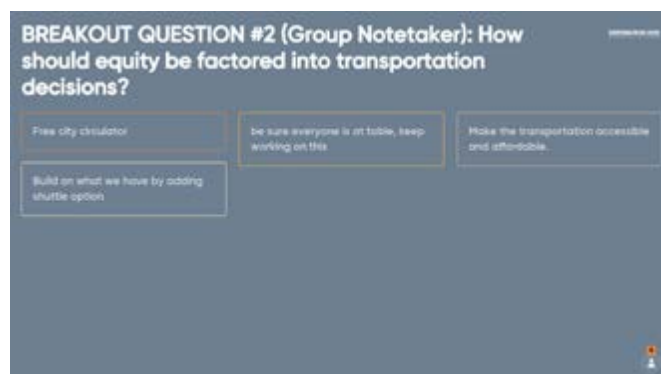 BREAKOUT QUESTION #2 (Group Notetaker): How
should equity be factored into transportation
decisions?
Free city circulator
be sure everyone is at table, keep
working on this
Make the transportation accessible
and affordable.
Build on what we have by adding
shuttle option